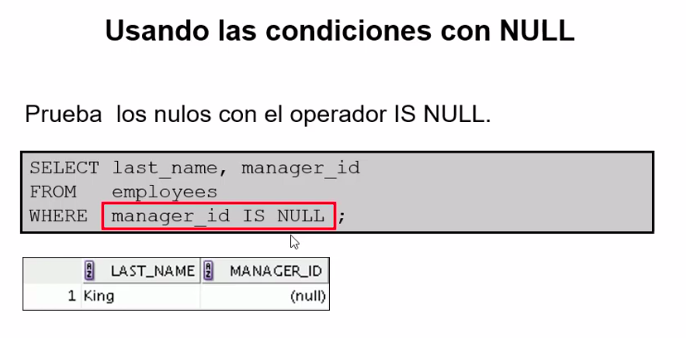 Usando las condiciones con NULL
Prueba los nulos con el operador IS NULL.
SELECT last_name, manager_id
FROM employees
WHERE manager_id IS NULL ;
LAST_NAME MANAGER_ID
1 King (null)